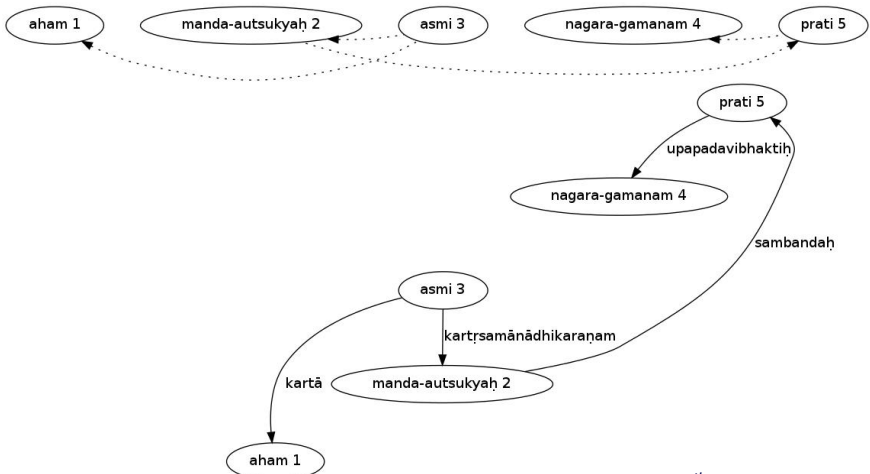 aham 1
manda-autsukyaḥ 2
asmi 3
nagara-gamanam 4
prati 5
prati 5
upapadavibhaktiḥ
nagara-gamanam 4
sambandaḥ
asmi 3
kartṛsamānādhikaraṇam
kartā
manda-autsukyaḥ 2
aham 1